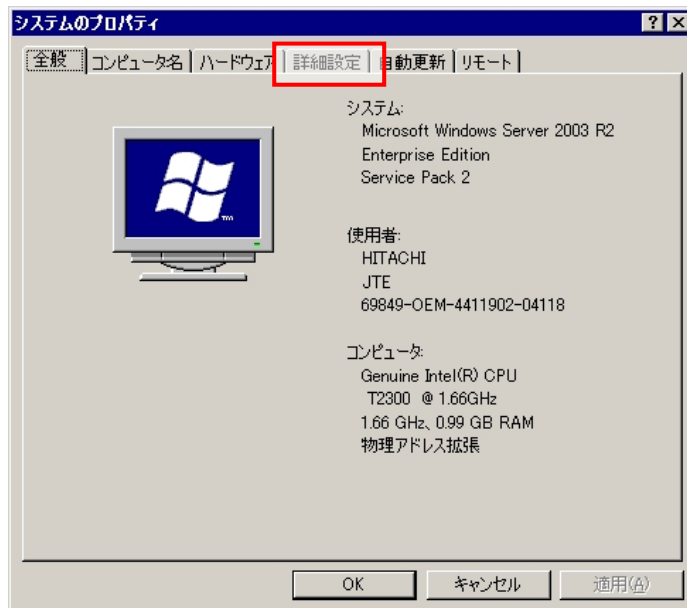 システムのプロパティ
全般 コンピュータ名 ハードウェア 詳細設定 自動更新 リモート
システム:
Microsoft Windows Server 2003 R2
Enterprise Edition
Service Pack 2
使用者:
HITACHI
JTE
69849-OEM-4411902-04118
コンピュータ:
Genuine Intel(R) CPU
T2300 @ 1.66GHz
1.66 GHz、0.99 GB RAM
物理アドレス拡張
OK キャンセル 適用(A)